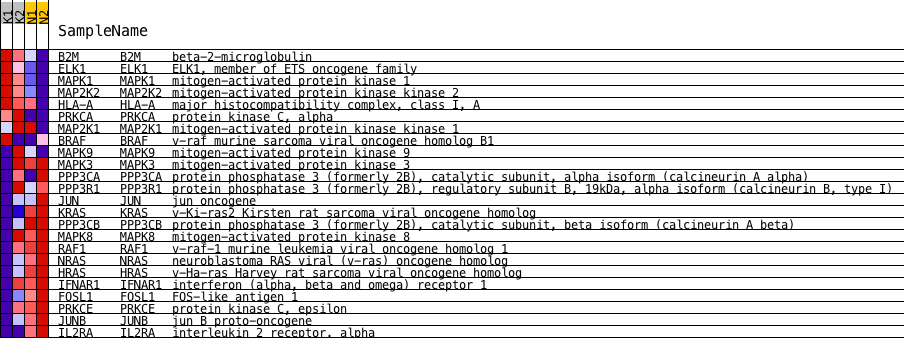 K1 K2 N1 N2
SampleName
B2M B2M beta-2-microglobulin
ELK1 ELK1 ELK1, member of ETS oncogene family
MAPK1 MAPK1 mitogen-activated protein kinase 1
MAP2K2 MAP2K2 mitogen-activated protein kinase kinase 2
HLA-A HLA-A major histocompatibility complex, class I, A
PRKCA PRKCA protein kinase C, alpha
MAP2K1 MAP2K1 mitogen-activated protein kinase kinase 1
BRAF BRAF v-raf murine sarcoma viral oncogene homolog B1
MAPK9 MAPK9 mitogen-activated protein kinase 9
MAPK3 MAPK3 mitogen-activated protein kinase 3
PPP3CA PPP3CA protein phosphatase 3 (formerly 2B), catalytic subunit, alpha isoform (calcineurin A alpha)
PPP3R1 PPP3R1 protein phosphatase 3 (formerly 2B), regulatory subunit B, 19kDa, alpha isoform (calcineurin B, type I)
JUN JUN jun oncogene
KRAS KRAS v-Ki-ras2 Kirsten rat sarcoma viral oncogene homolog
PPP3CB PPP3CB protein phosphatase 3 (formerly 2B), catalytic subunit, beta isoform (calcineurin A beta)
MAPK8 MAPK8 mitogen-activated protein kinase 8
RAF1 RAF1 v-raf-1 murine leukemia viral oncogene homolog 1
NRAS NRAS neuroblastoma RAS viral (v-ras) oncogene homolog
HRAS HRAS v-Ha-ras Harvey rat sarcoma viral oncogene homolog
IFNAR1 IFNAR1 interferon (alpha, beta and omega) receptor 1
FOSL1 FOSL1 FOS-like antigen 1
PRKCE PRKCE protein kinase C, epsilon
JUNB JUNB jun B proto-oncogene
IL2RA IL2RA interleukin 2 receptor, alpha